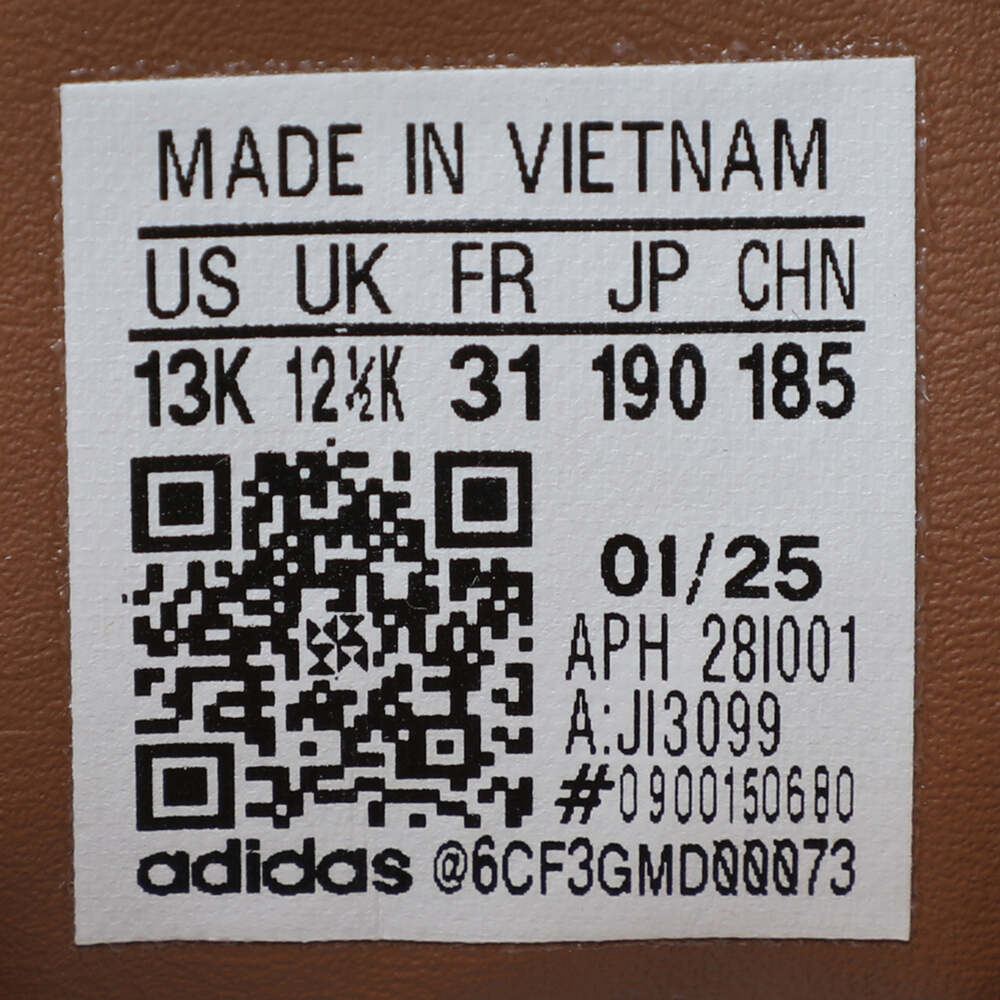 MADE IN VIETNAM
US UK FR JP CHN
13K 12½K 31 190 185
01/25
APH 28I001
A:JI3099
#0900150680
adidas @6CF3GMD00073